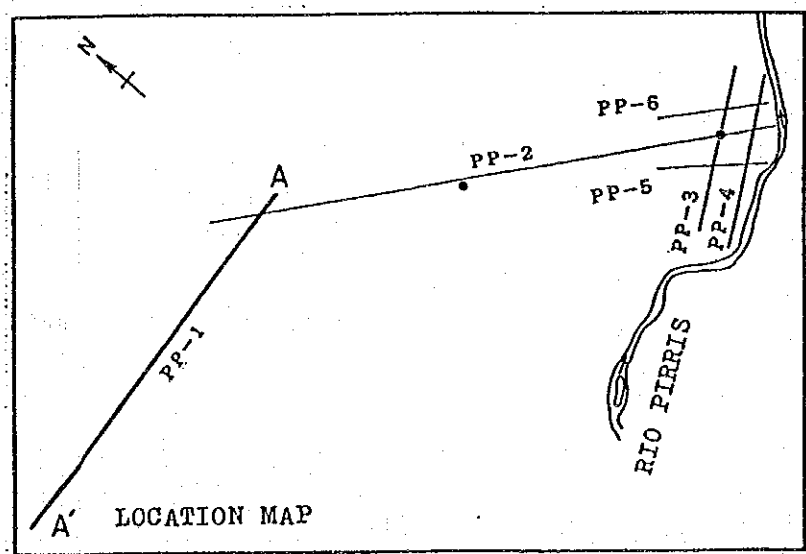 N
PP-6
PP-2
A
PP-5
PP-3
PP-4
PP-1
RIO PIRRIS
A'
LOCATION MAP